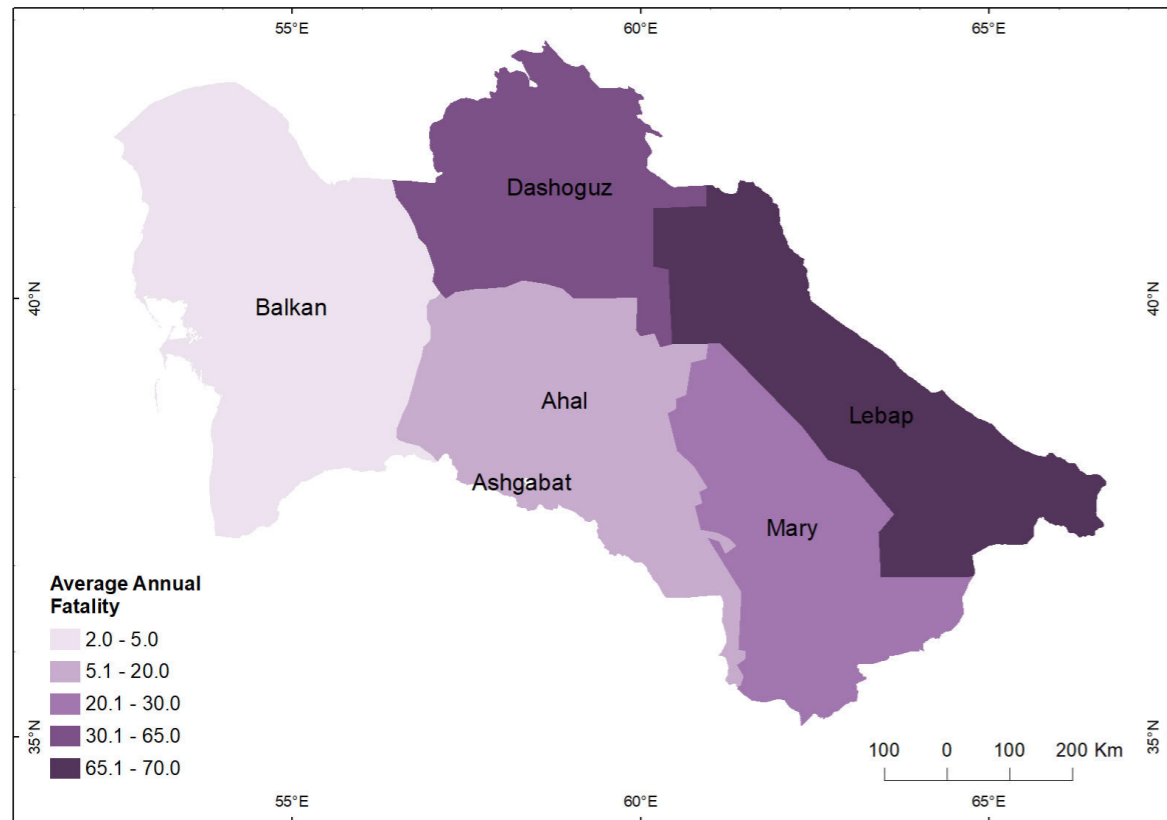 55°E 60°E 65°E
Dashoguz
40°N 40°N
Balkan
Ahal
Lebap
Ashgabat
Mary
Average Annual
Fatality
2.0 - 5.0
5.1 - 20.0
20.1 - 30.0
30.1 - 65.0
65.1 - 70.0
35°N 35°N
100 0 100 200 Km
55°E 60°E 65°E